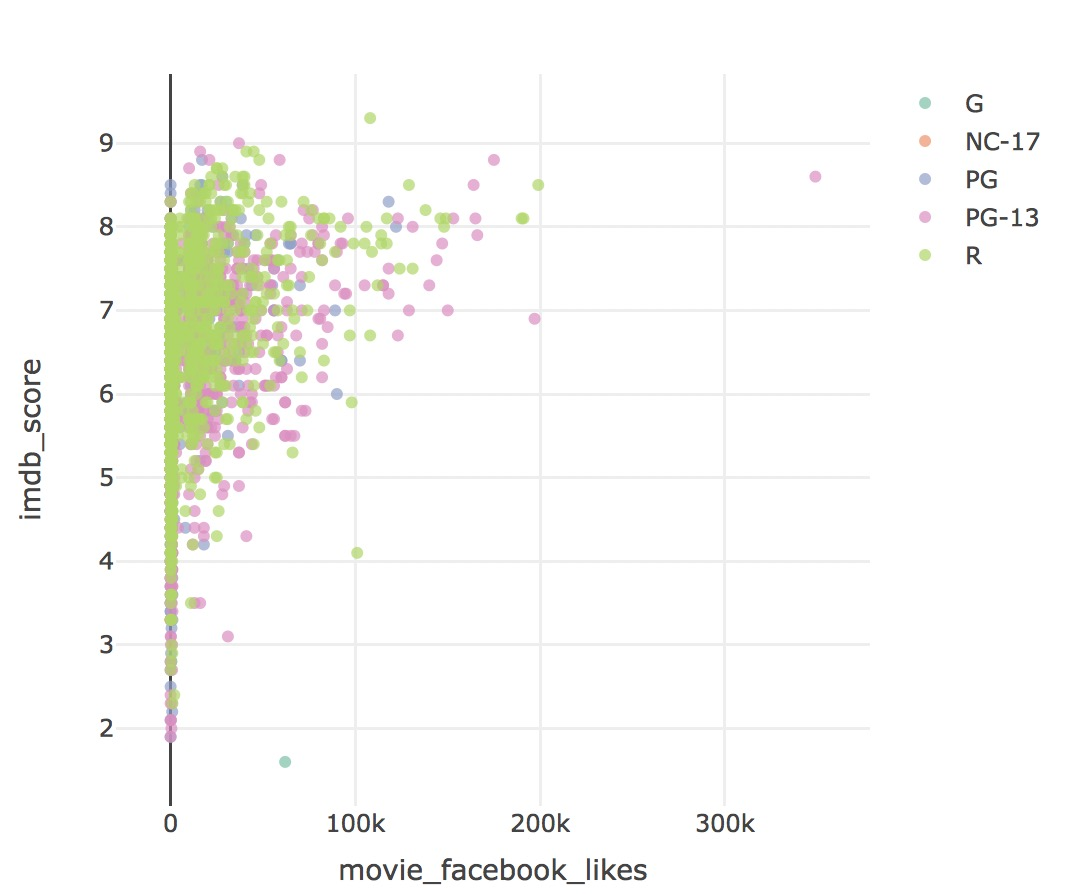 imdb_score
9
8
7
6
5
4
3
2
0 100k 200k 300k
movie_facebook_likes
G
NC-17
PG
PG-13
R